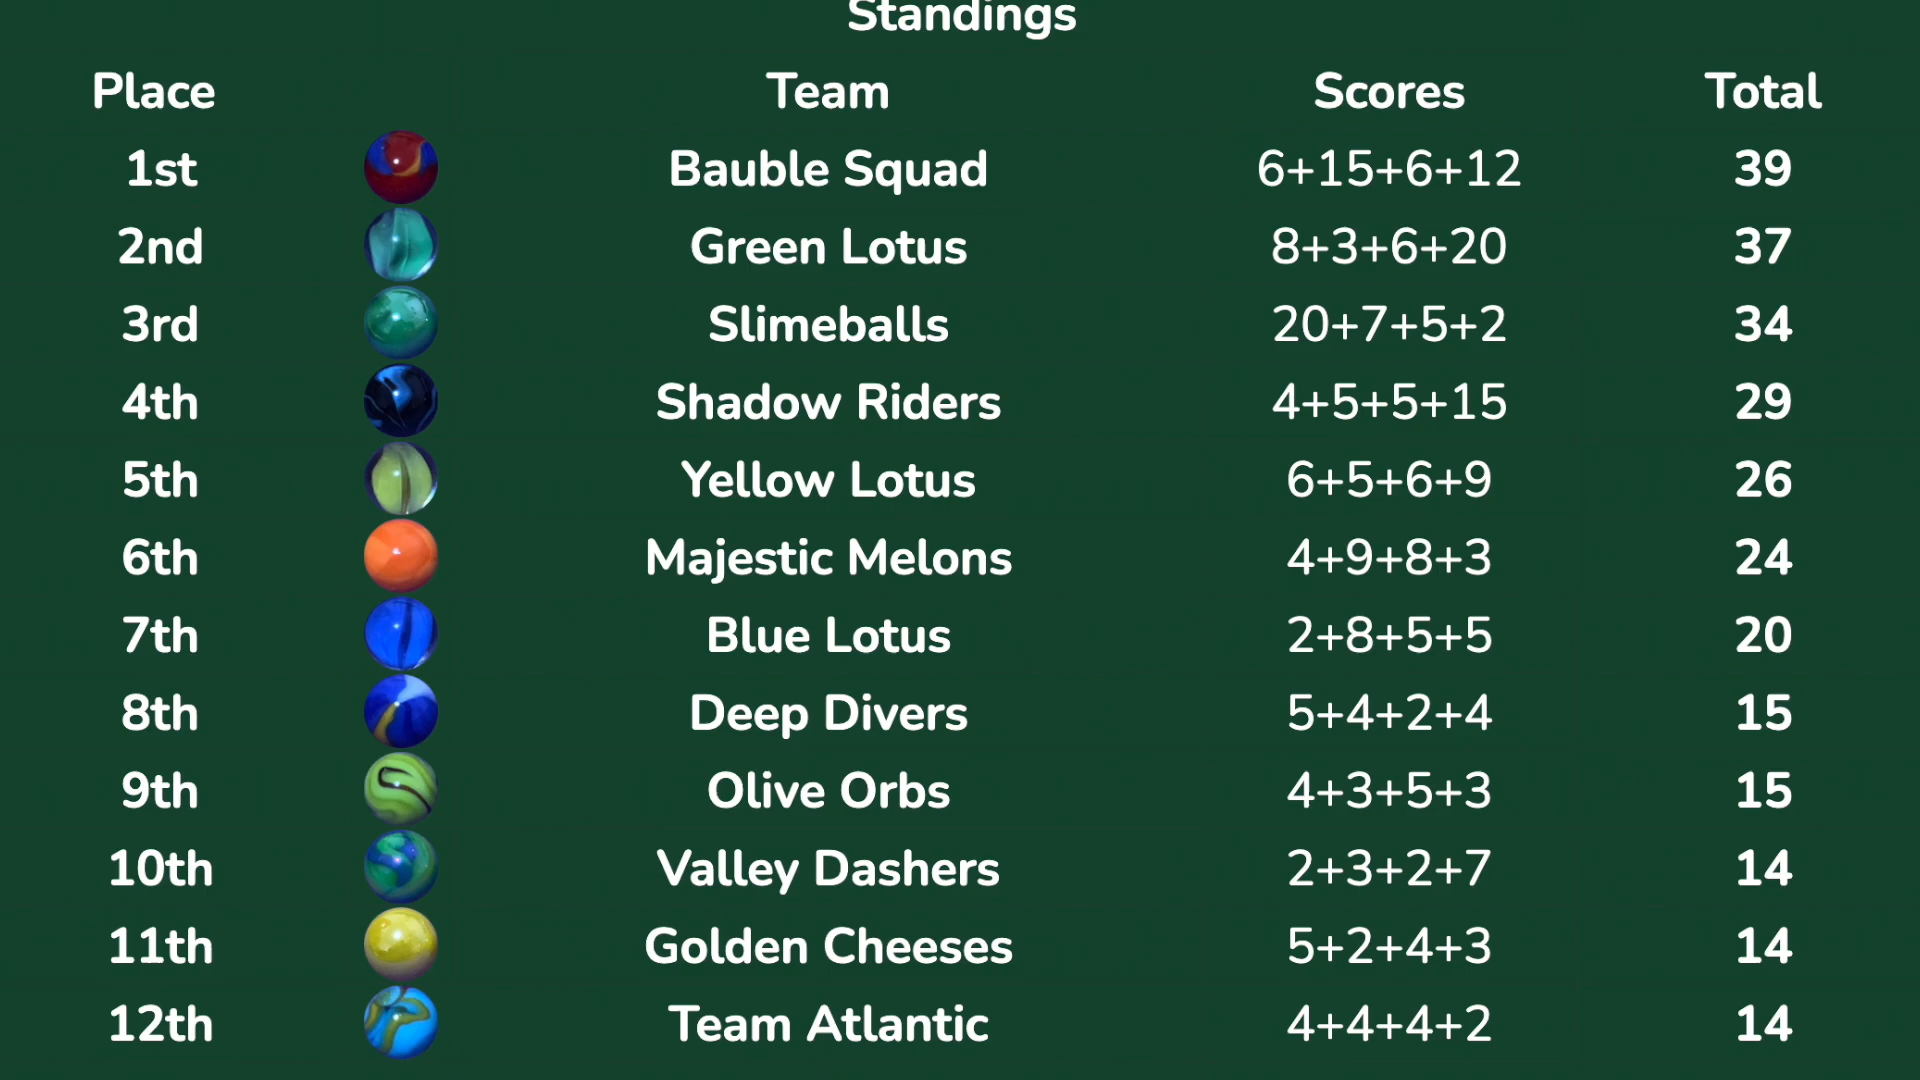 Standings
Place Team Scores Total
1st Bauble Squad 6+15+6+12 39
2nd Green Lotus 8+3+6+20 37
3rd Slimeballs 20+7+5+2 34
4th Shadow Riders 4+5+5+15 29
5th Yellow Lotus 6+5+6+9 26
6th Majestic Melons 4+9+8+3 24
7th Blue Lotus 2+8+5+5 20
8th Deep Divers 5+4+2+4 15
9th Olive Orbs 4+3+5+3 15
10th Valley Dashers 2+3+2+7 14
11th Golden Cheeses 5+2+4+3 14
12th Team Atlantic 4+4+4+2 14